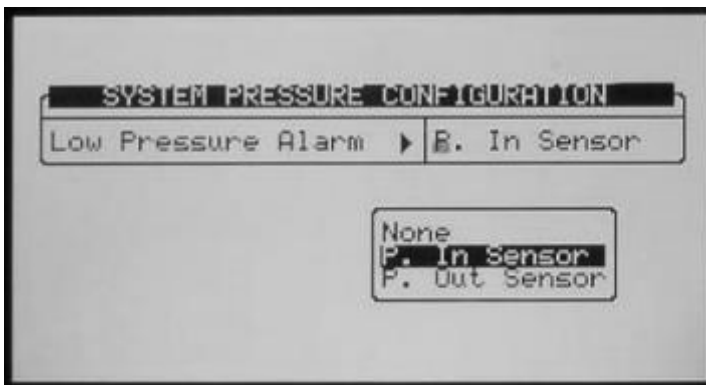 SYSTEM PRESSURE CONFIGURATION
Low Pressure Alarm ▶ P. In Sensor
None
P. In Sensor
P. Out Sensor